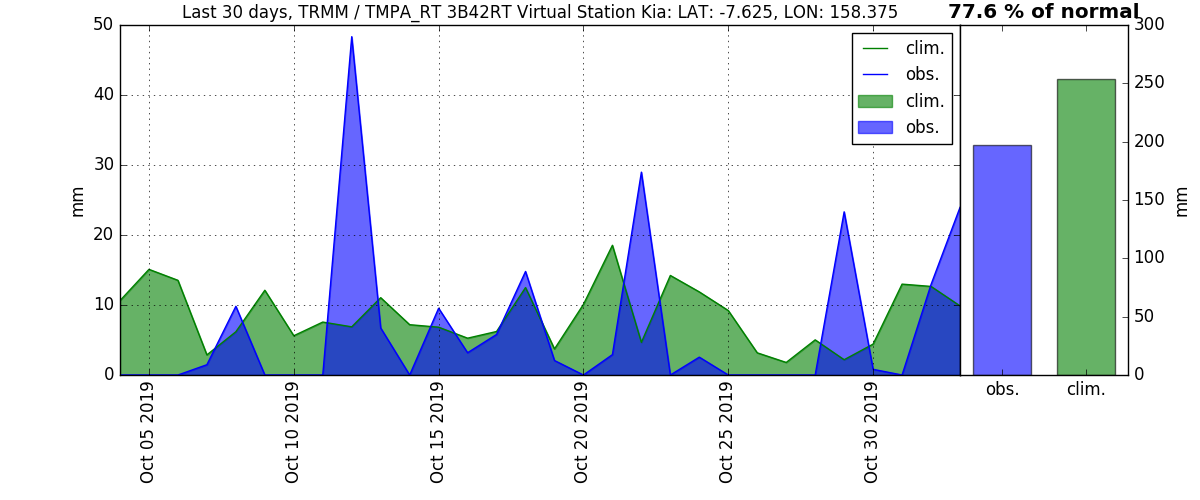 Last 30 days, TRMM / TMPA_RT 3B42RT Virtual Station Kia: LAT: -7.625, LON: 158.375
77.6 % of normal
50
40
30
20
10
0
mm
clim.
obs.
clim.
obs.
300
250
200
150
100
50
0
mm
Oct 05 2019
Oct 10 2019
Oct 15 2019
Oct 20 2019
Oct 25 2019
Oct 30 2019
obs.
clim.